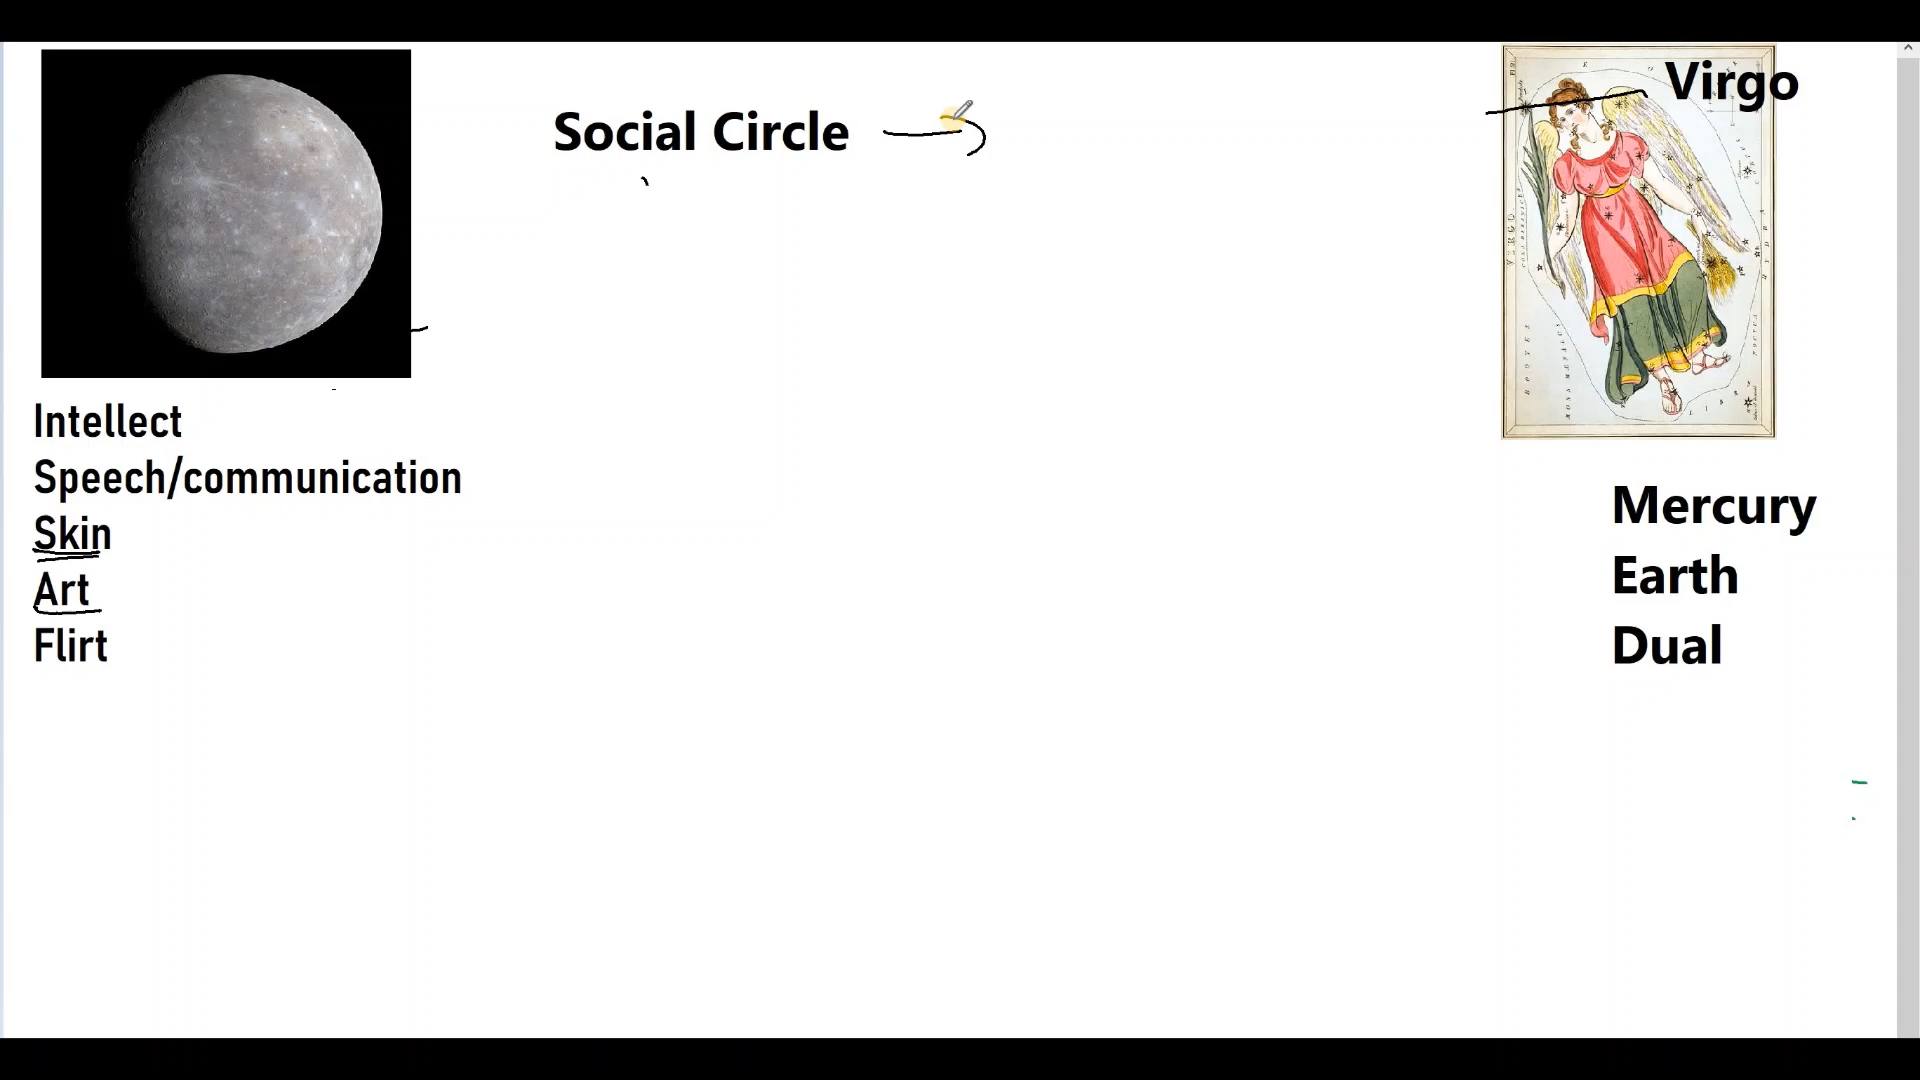 Social Circle
Virgo
Intellect
Speech/communication
Skin
Art
Flirt
Mercury
Earth
Dual